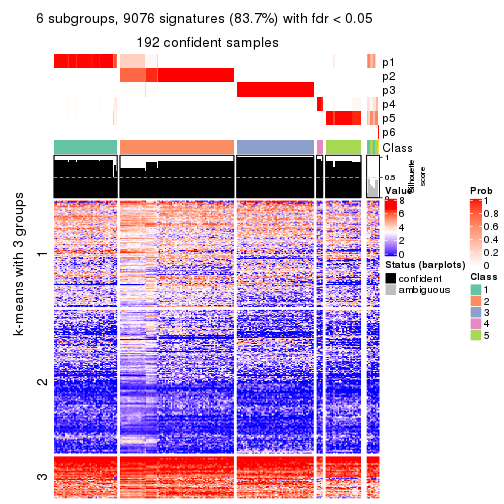 6 subgroups, 9076 signatures (83.7%) with fdr < 0.05
192 confident samples
p1
p2
p3
p4
p5
p6
Class
1
0.5
0
Silhouette
score
k-means with 3 groups
1
2
3
Value
8
6
4
2
0
Status (barplots)
confident
ambiguous
Prob
1
0.8
0.6
0.4
0.2
0
Class
1
2
3
4
5